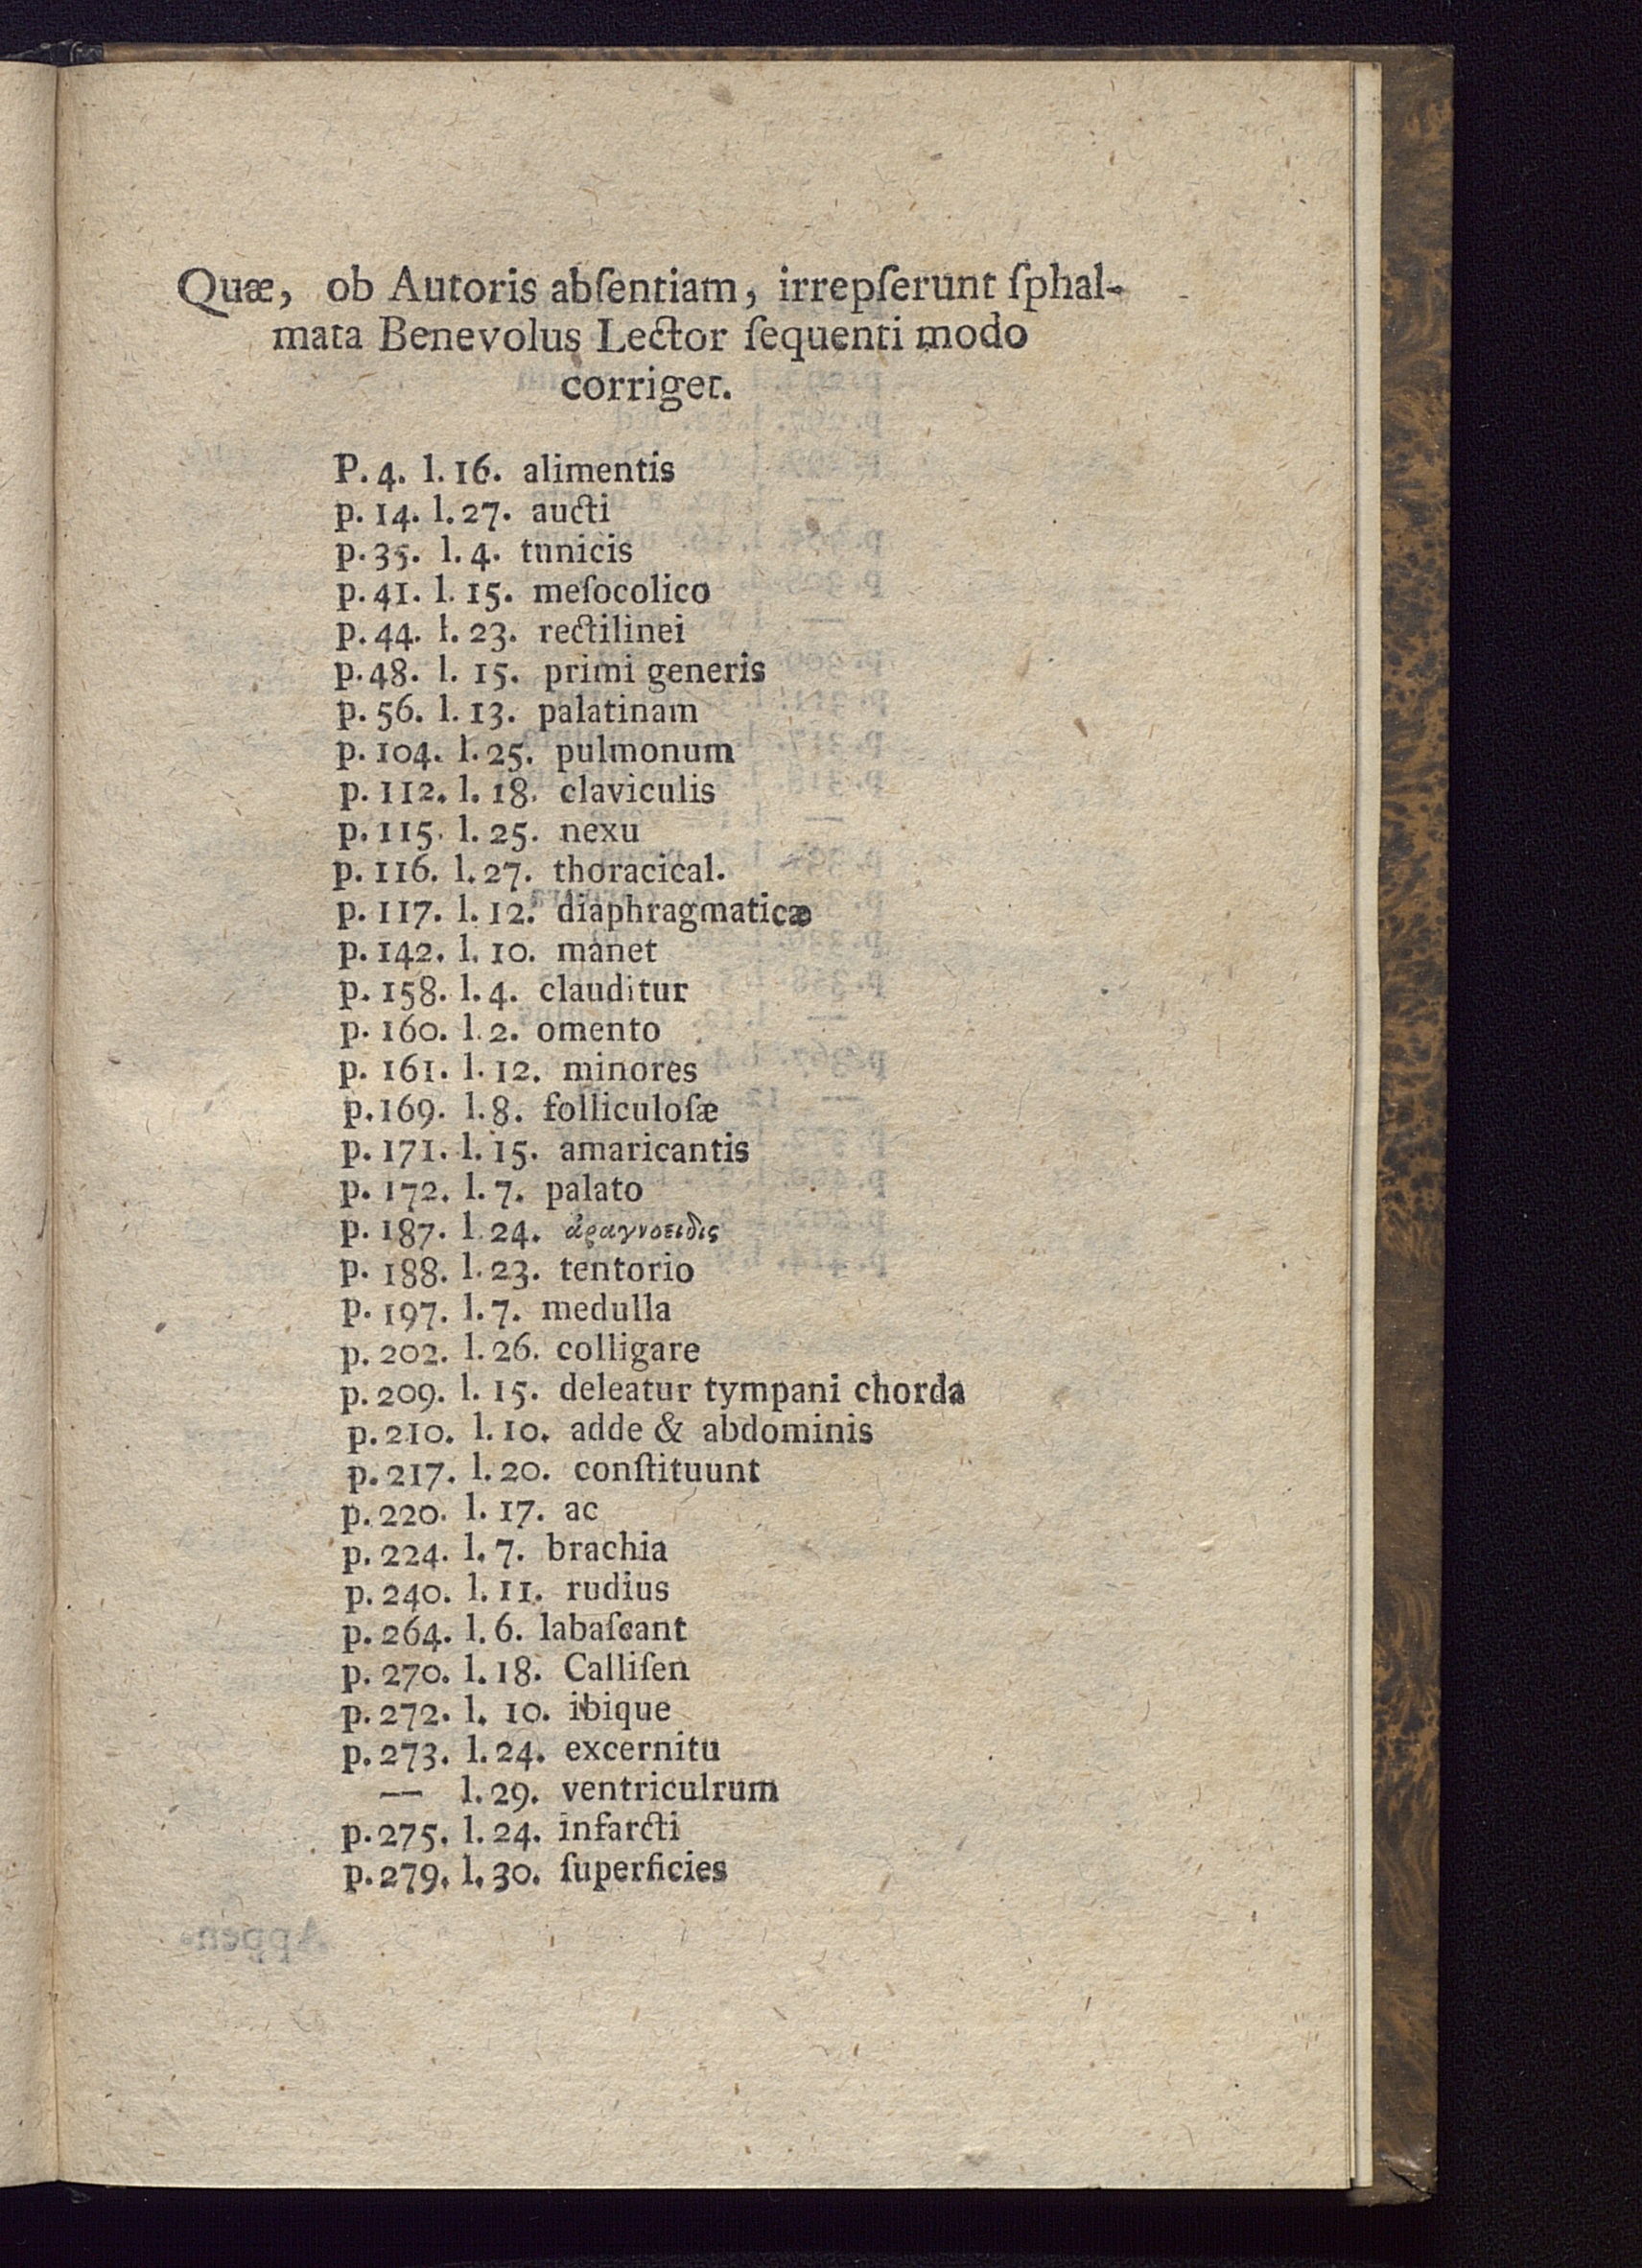 Quæ, ob Autoris abſentiam, irrepſerunt ſphal-
mata Benevolus Lector ſequenti modo
corriget.
P. 4. l. 16. alimentis
p. 14. l. 27. aucti
p. 35. l. 4. tunicis
p. 41. l. 15. meſocolico
p. 44. l. 23. rectilinei
p. 48. l. 15. primi generis
p. 56. l. 13. palatinam
p. 104. l. 25. pulmonum
p. 112. l. 18. claviculis
p. 115. l. 25. nexu
p. 116. l. 27. thoracical.
p. 117. l. 12. diaphragmaticæ
p. 142. l. 10. manet
p. 158. l. 4. clauditur
p. 160. l. 2. omento
p. 161. l. 12. minores
p. 169. l. 8. folliculoſæ
p. 171. l. 15. amaricantis
p. 172. l. 7. palato
p. 187. l. 24. ἀραγνοειδις
p. 188. l. 23. tentorio
p. 197. l. 7. medulla
p. 202. l. 26. colligare
p. 209. l. 15. deleatur tympani chorda
p. 210. l. 10. adde & abdominis
p. 217. l. 20. conſtituunt
p. 220. l. 17. ac
p. 224. l. 7. brachia
p. 240. l. 11. rudius
p. 264. l. 6. labaſcant
p. 270. l. 18. Calliſen
p. 272. l. 10. ibique
p. 273. l. 24. excernitu
— l. 29. ventriculrum
p. 275. l. 24. infarcti
p. 279. l. 30. ſuperficies